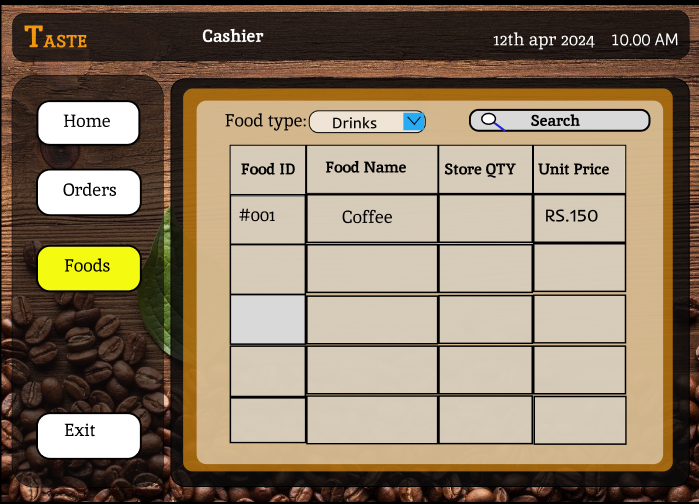 TASTE
Cashier
12th apr 2024 10.00 AM
Home
Orders
Foods
Exit
Food type: Drinks
Search
Food ID Food Name Store QTY Unit Price
#001 Coffee RS.150